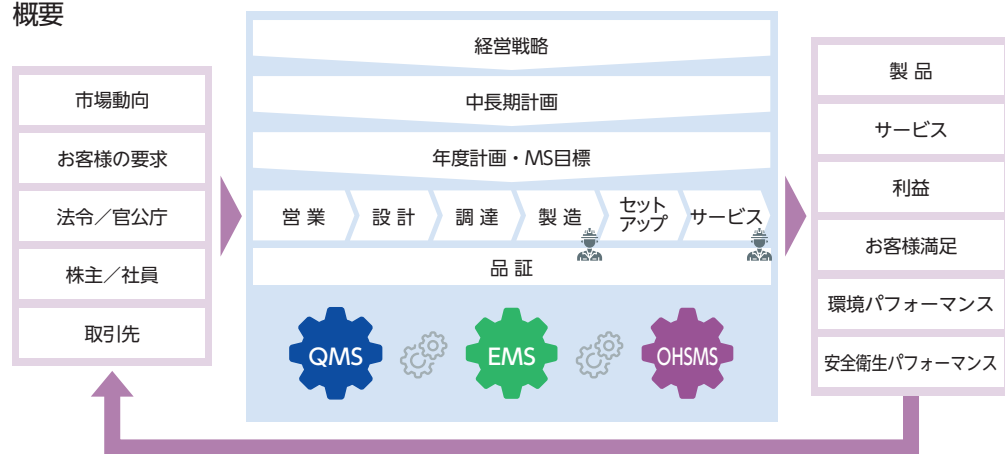 概要
市場動向
お客様の要求
法令／官公庁
株主／社員
取引先
経営戦略
中長期計画
年度計画・MS目標
営業
設計
調達
製造
セット
アップ
サービス
品証
QMS
EMS
OHSMS
製品
サービス
利益
お客様満足
環境パフォーマンス
安全衛生パフォーマンス